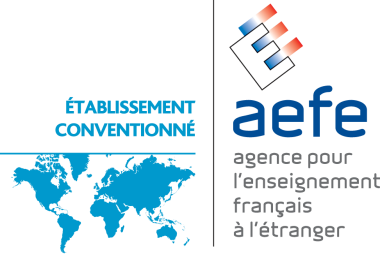 ÉTABLISSEMENT
CONVENTIONNÉ
aefe
agence pour
l'enseignement
français
à l'étranger